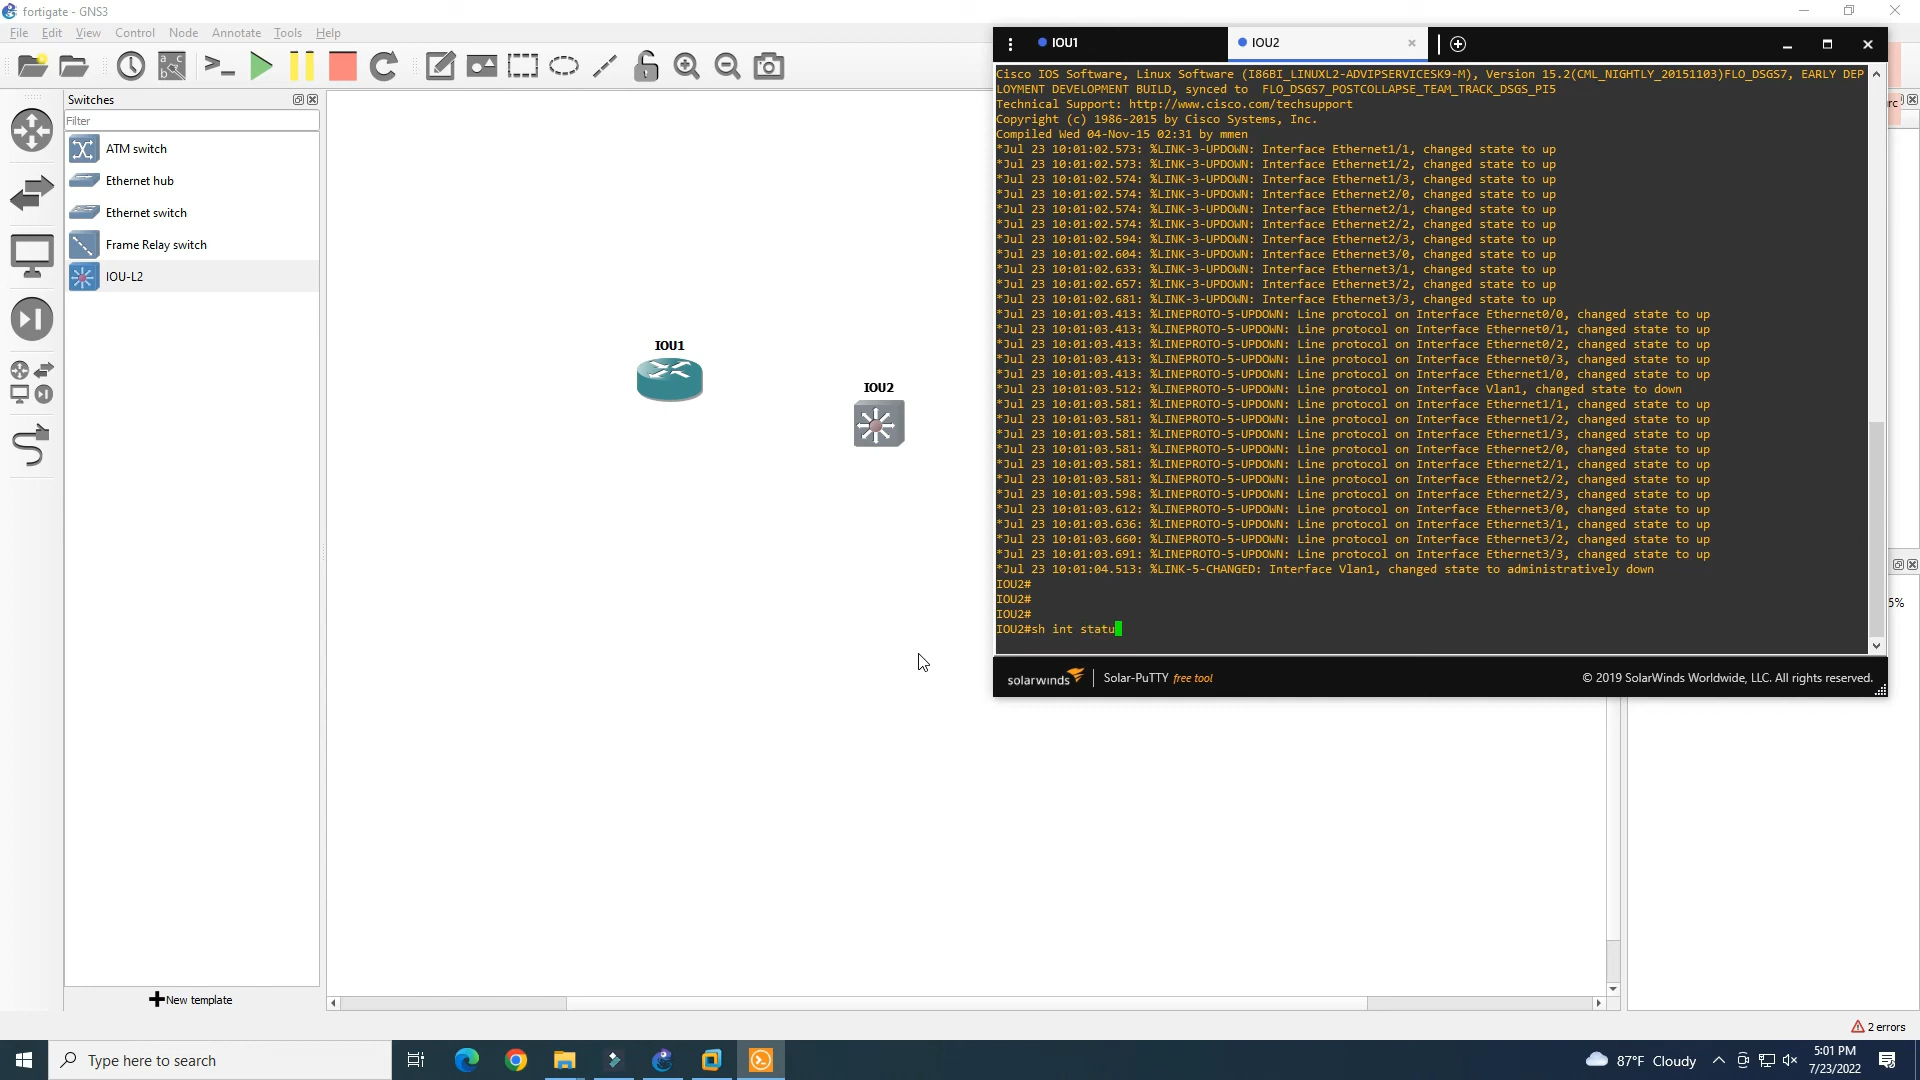 fortigate - GNS3
File Edit View Control Node Annotate Tools Help
Switches
Filter
ATM switch
Ethernet hub
Ethernet switch
Frame Relay switch
IOU-L2
New template
IOU1
IOU2
IOU1
IOU2
Cisco IOS Software, Linux Software (I86BI_LINUXL2-ADVIPSERVICESK9-M), Version 15.2(CML_NIGHTLY_20151103)FLO_DSGS7, EARLY DEP
LOYMENT DEVELOPMENT BUILD, synced to  FLO_DSGS7_POSTCOLLAPSE_TEAM_TRACK_DSGS_PI5
Technical Support: http://www.cisco.com/techsupport
Copyright (c) 1986-2015 by Cisco Systems, Inc.
Compiled Wed 04-Nov-15 02:31 by mmen
*Jul 23 10:01:02.573: %LINK-3-UPDOWN: Interface Ethernet1/1, changed state to up
*Jul 23 10:01:02.573: %LINK-3-UPDOWN: Interface Ethernet1/2, changed state to up
*Jul 23 10:01:02.574: %LINK-3-UPDOWN: Interface Ethernet1/3, changed state to up
*Jul 23 10:01:02.574: %LINK-3-UPDOWN: Interface Ethernet2/0, changed state to up
*Jul 23 10:01:02.574: %LINK-3-UPDOWN: Interface Ethernet2/1, changed state to up
*Jul 23 10:01:02.574: %LINK-3-UPDOWN: Interface Ethernet2/2, changed state to up
*Jul 23 10:01:02.594: %LINK-3-UPDOWN: Interface Ethernet2/3, changed state to up
*Jul 23 10:01:02.604: %LINK-3-UPDOWN: Interface Ethernet3/0, changed state to up
*Jul 23 10:01:02.633: %LINK-3-UPDOWN: Interface Ethernet3/1, changed state to up
*Jul 23 10:01:02.657: %LINK-3-UPDOWN: Interface Ethernet3/2, changed state to up
*Jul 23 10:01:02.681: %LINK-3-UPDOWN: Interface Ethernet3/3, changed state to up
*Jul 23 10:01:03.413: %LINEPROTO-5-UPDOWN: Line protocol on Interface Ethernet0/0, changed state to up
*Jul 23 10:01:03.413: %LINEPROTO-5-UPDOWN: Line protocol on Interface Ethernet0/1, changed state to up
*Jul 23 10:01:03.413: %LINEPROTO-5-UPDOWN: Line protocol on Interface Ethernet0/2, changed state to up
*Jul 23 10:01:03.413: %LINEPROTO-5-UPDOWN: Line protocol on Interface Ethernet0/3, changed state to up
*Jul 23 10:01:03.413: %LINEPROTO-5-UPDOWN: Line protocol on Interface Ethernet1/0, changed state to up
*Jul 23 10:01:03.512: %LINEPROTO-5-UPDOWN: Line protocol on Interface Vlan1, changed state to down
*Jul 23 10:01:03.581: %LINEPROTO-5-UPDOWN: Line protocol on Interface Ethernet1/1, changed state to up
*Jul 23 10:01:03.581: %LINEPROTO-5-UPDOWN: Line protocol on Interface Ethernet1/2, changed state to up
*Jul 23 10:01:03.581: %LINEPROTO-5-UPDOWN: Line protocol on Interface Ethernet1/3, changed state to up
*Jul 23 10:01:03.581: %LINEPROTO-5-UPDOWN: Line protocol on Interface Ethernet2/0, changed state to up
*Jul 23 10:01:03.581: %LINEPROTO-5-UPDOWN: Line protocol on Interface Ethernet2/1, changed state to up
*Jul 23 10:01:03.581: %LINEPROTO-5-UPDOWN: Line protocol on Interface Ethernet2/2, changed state to up
*Jul 23 10:01:03.598: %LINEPROTO-5-UPDOWN: Line protocol on Interface Ethernet2/3, changed state to up
*Jul 23 10:01:03.612: %LINEPROTO-5-UPDOWN: Line protocol on Interface Ethernet3/0, changed state to up
*Jul 23 10:01:03.636: %LINEPROTO-5-UPDOWN: Line protocol on Interface Ethernet3/1, changed state to up
*Jul 23 10:01:03.660: %LINEPROTO-5-UPDOWN: Line protocol on Interface Ethernet3/2, changed state to up
*Jul 23 10:01:03.691: %LINEPROTO-5-UPDOWN: Line protocol on Interface Ethernet3/3, changed state to up
*Jul 23 10:01:04.513: %LINK-5-CHANGED: Interface Vlan1, changed state to administratively down
IOU2#
IOU2#
IOU2#
IOU2#sh int statu
solarwinds Solar-PuTTY free tool
© 2019 SolarWinds Worldwide, LLC. All rights reserved.
5%
2 errors
Type here to search
87°F Cloudy
5:01 PM
7/23/2022